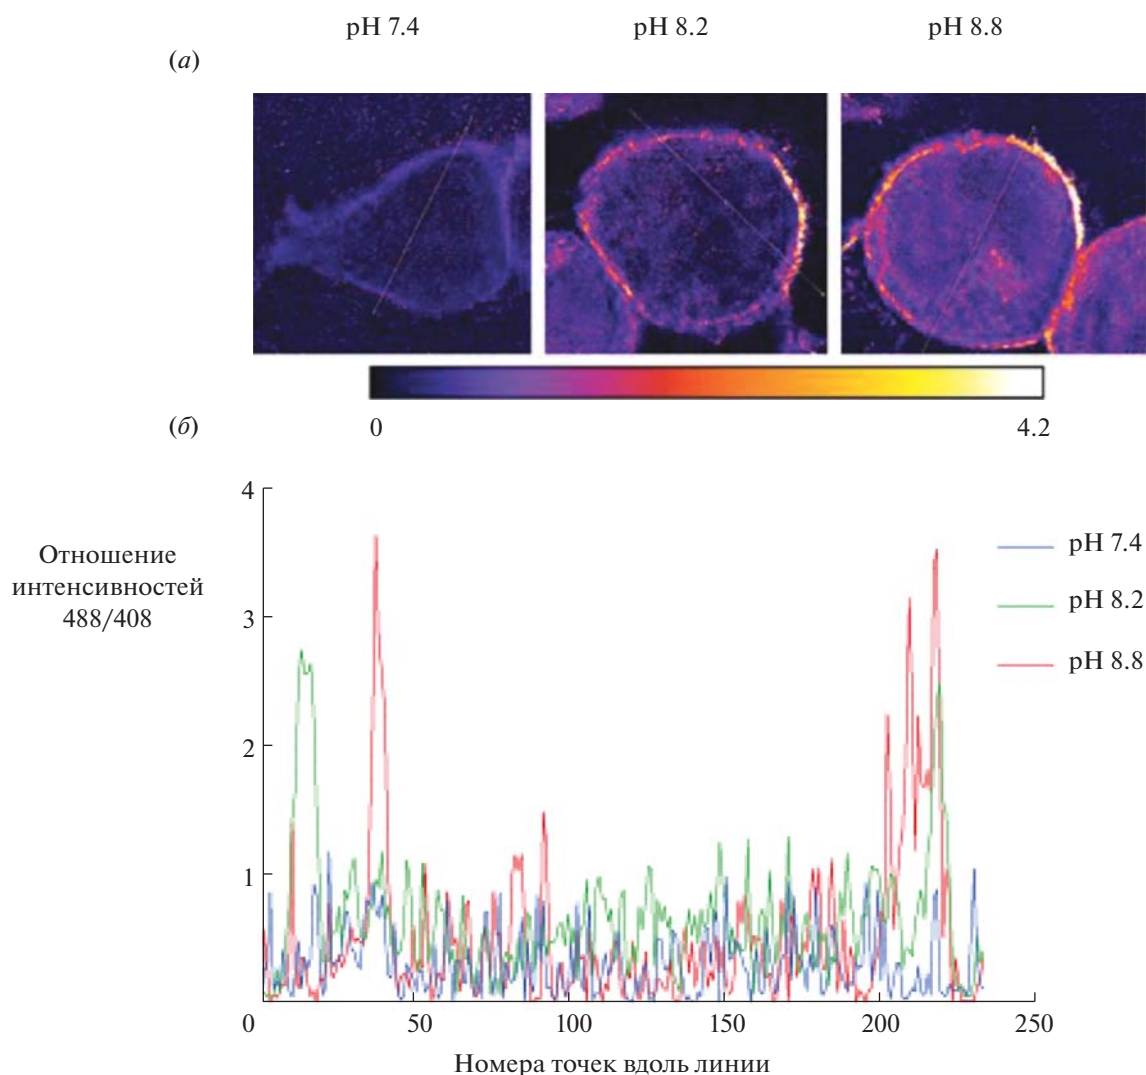 pH 7.4 pH 8.2 pH 8.8
(а)
0 4.2
(б)
4
3
2
1
Отношение
интенсивностей
488/408
pH 7.4
pH 8.2
pH 8.8
0 50 100 150 200 250
Номера точек вдоль линии